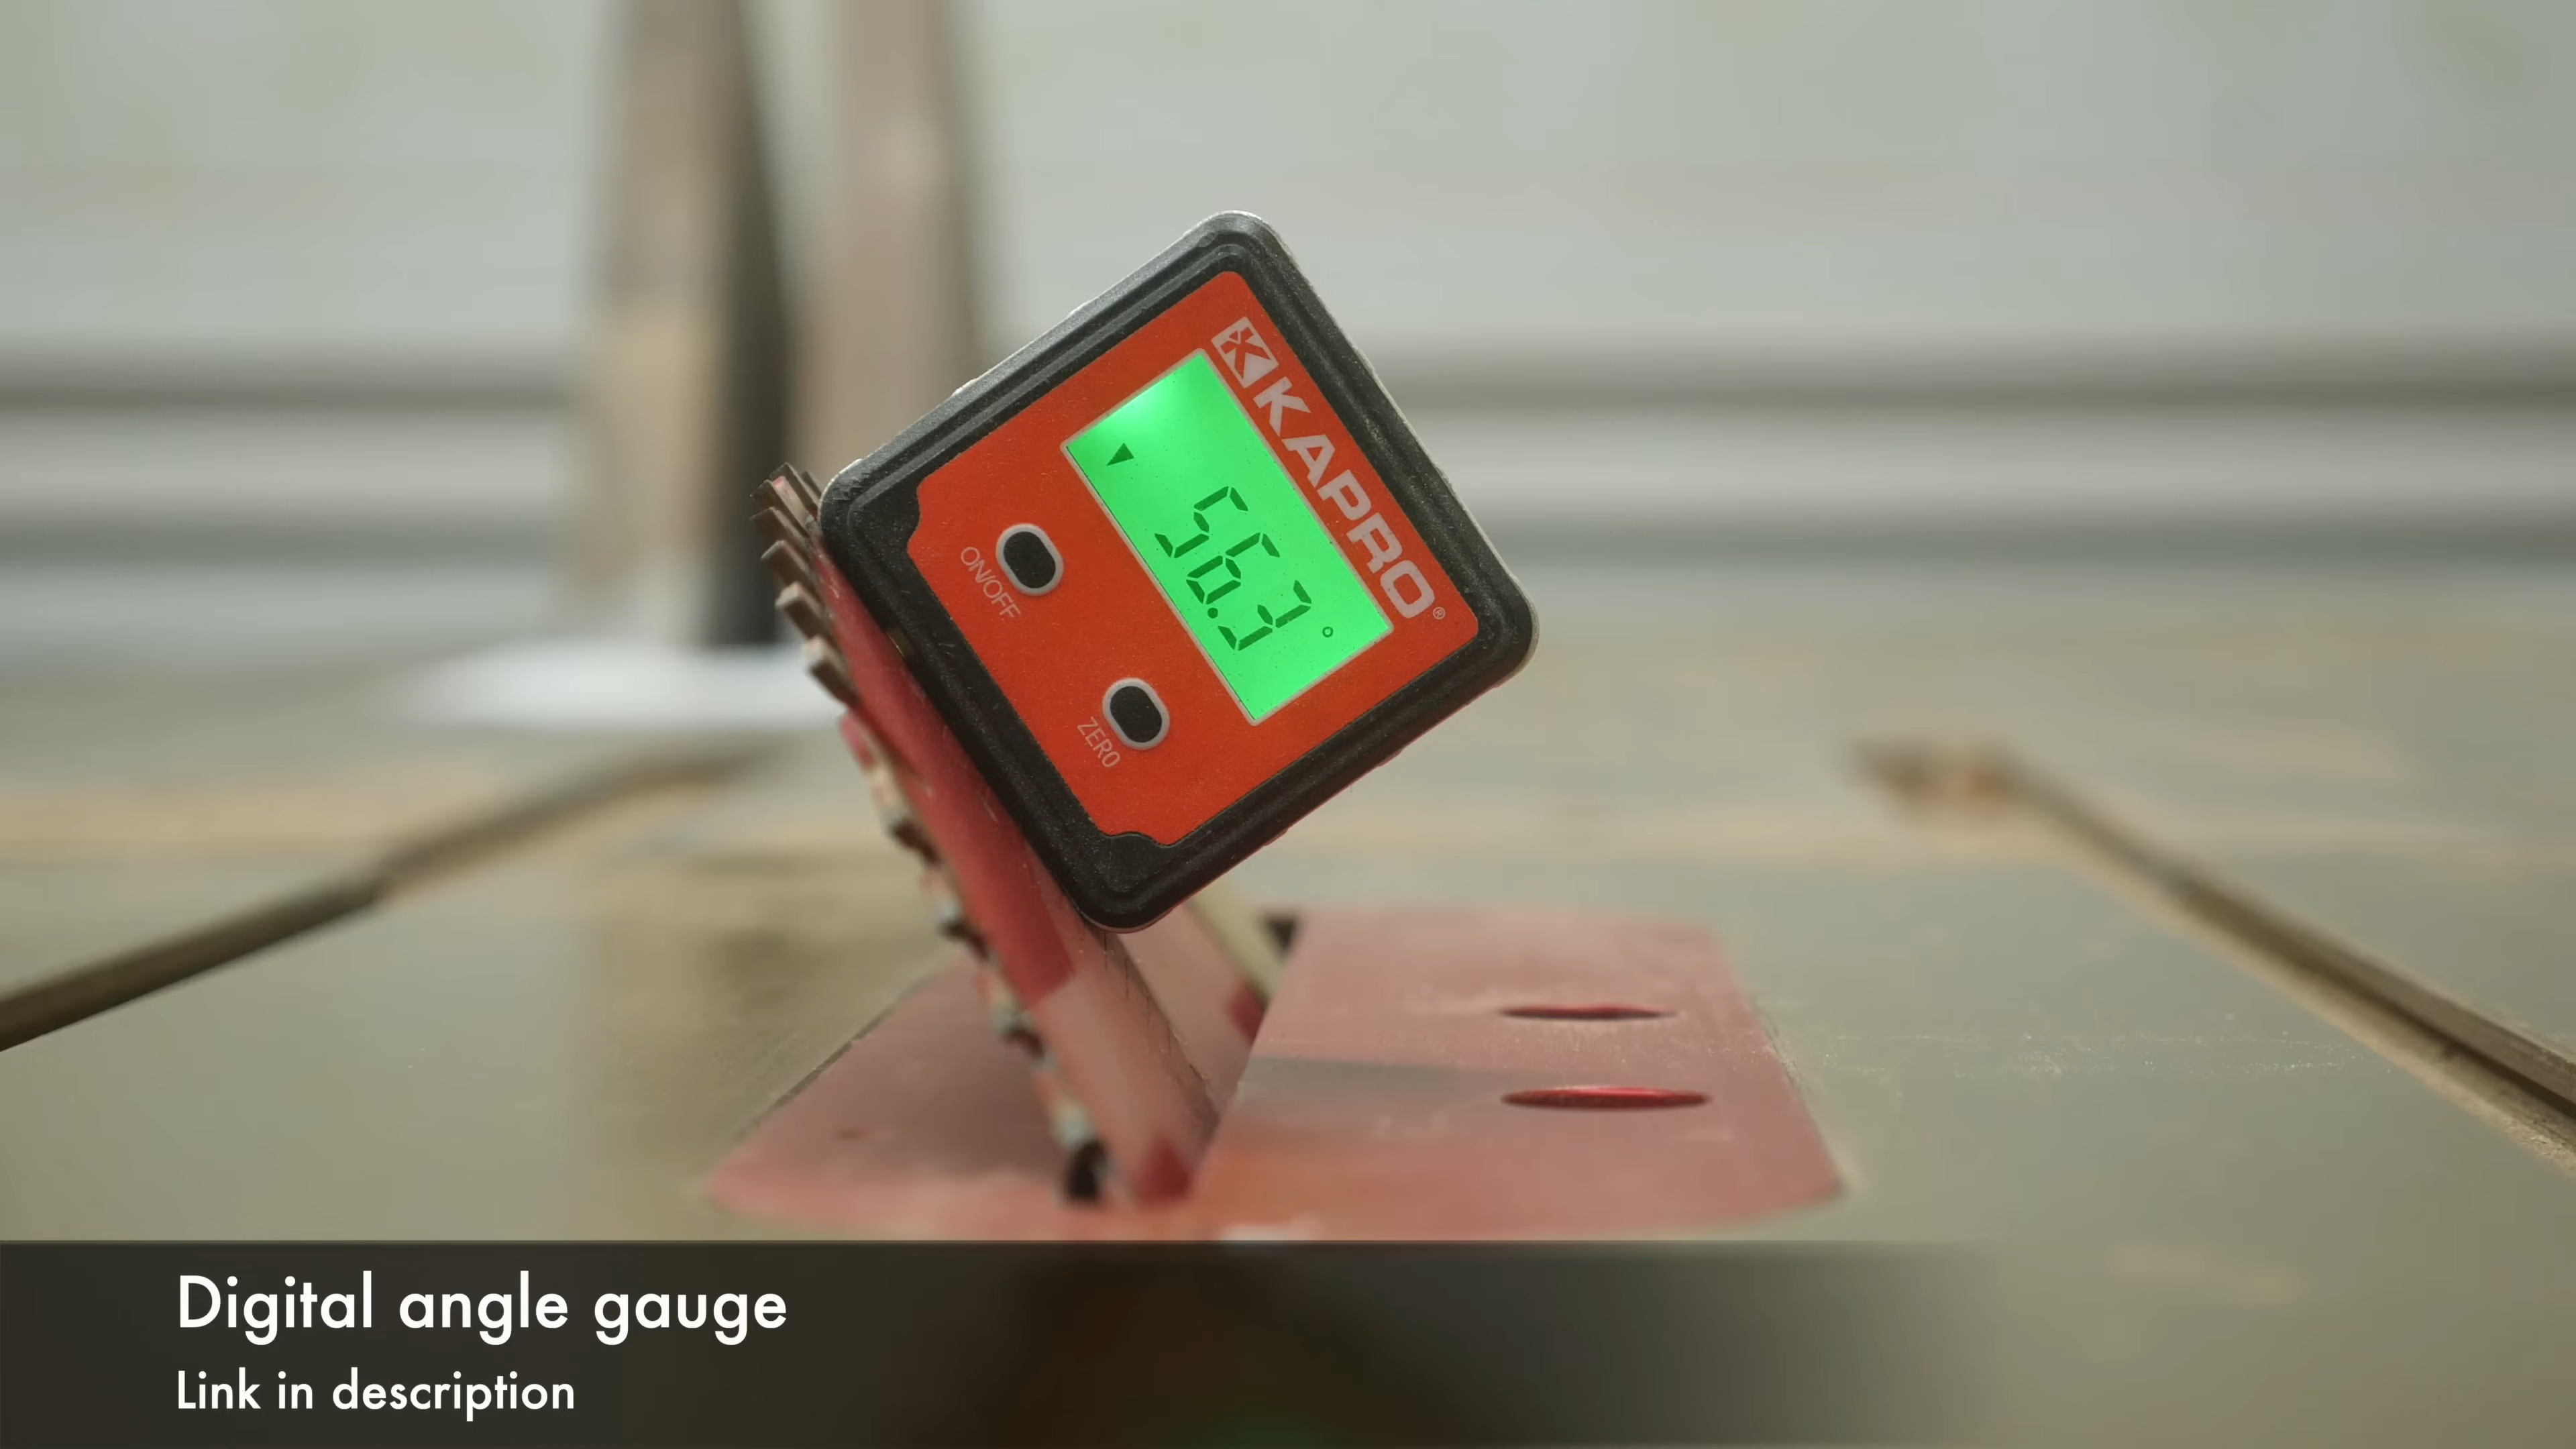 KAPRO®
56.3°
ON/OFF
ZERO
Digital angle gauge
Link in description